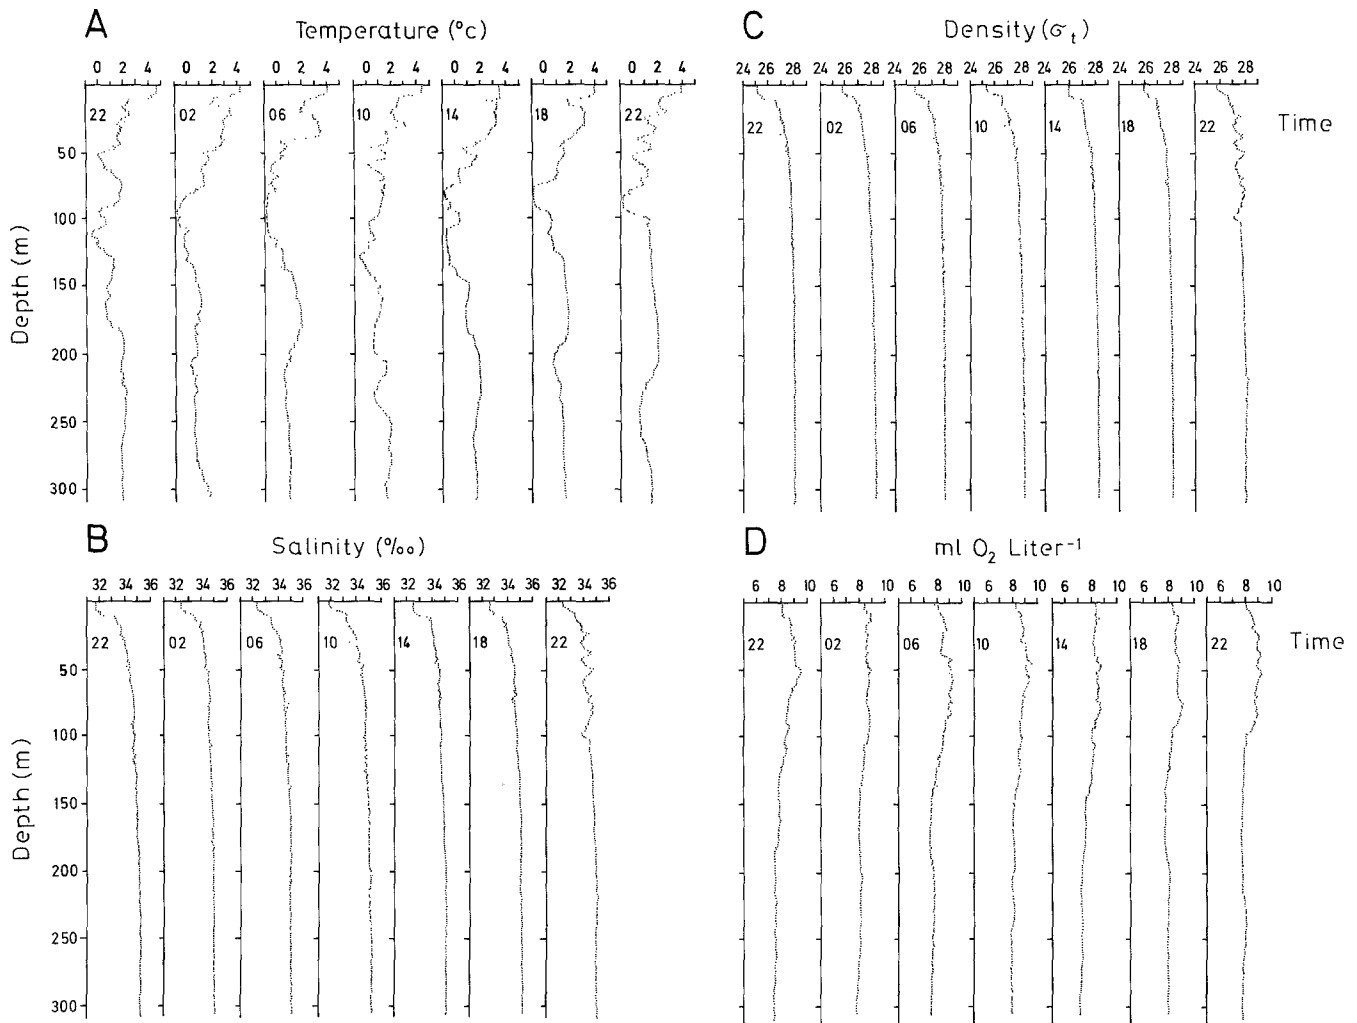 A
Temperature (°c)
0 2 4 0 2 4 0 2 4 0 2 4 0 2 4 0 2 4 0 2 4
22 02 06 10 14 18 22
50
100
150
200
250
300
Depth (m)
B
Salinity (‰)
32 34 36 32 34 36 32 34 36 32 34 36 32 34 36 32 34 36 32 34 36
22 02 06 10 14 18 22
50
100
150
200
250
300
Depth (m)
C
Density (σt)
24 26 28 24 26 28 24 26 28 24 26 28 24 26 28 24 26 28 24 26 28
22 02 06 10 14 18 22
Time
D
ml O₂ Liter⁻¹
6 8 10 6 8 10 6 8 10 6 8 10 6 8 10 6 8 10 6 8 10
22 02 06 10 14 18 22
Time